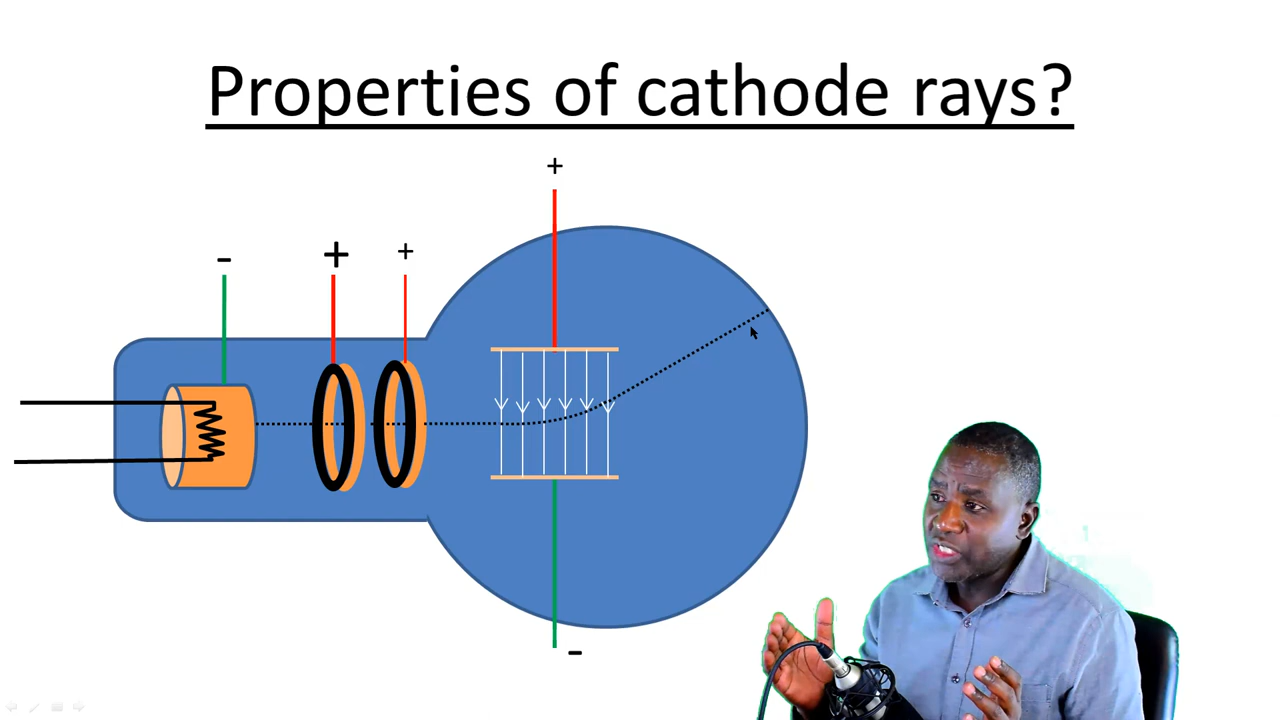 Properties of cathode rays?
+
- + +
-